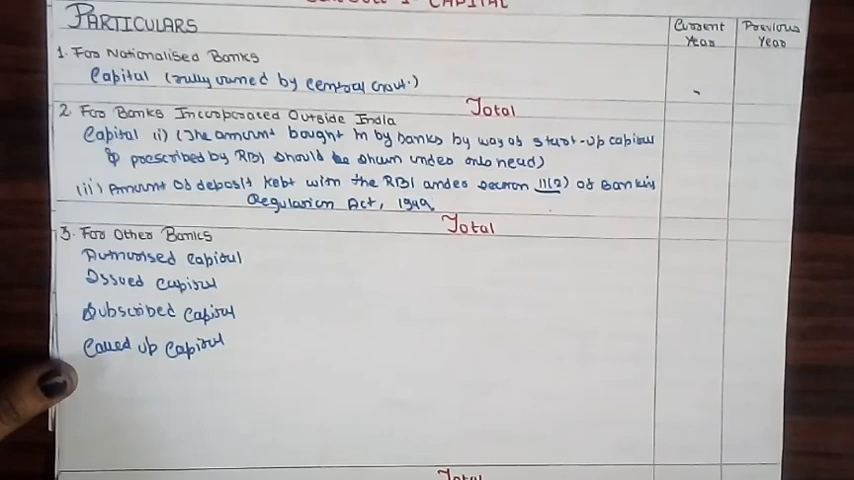 1. CAPITAL
PARTICULARS
Current Year
Previous Year
1. For Nationalised Banks
Capital (fully owned by Central Govt.)
Total
2 For Banks Incorporated Outside India
Capital (i) (The amount bought in by banks by way of start-up capital
prescribed by RBI should be shown under this head)
(ii) Amount of deposit kept with the RBI under section 11(2) of Banking
Regulation Act, 1949.
Total
3. For Other Banks
Authorised Capital
Issued Capital
Subscribed Capital
Called up Capital
Total